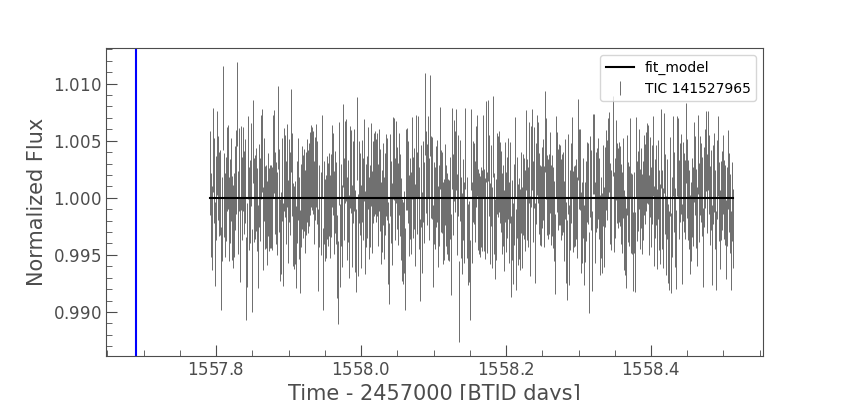 fit_model
TIC 141527965
1.010
1.005
1.000
0.995
0.990
Normalized Flux
1557.8 1558.0 1558.2 1558.4
Time - 2457000 [BTJD days]